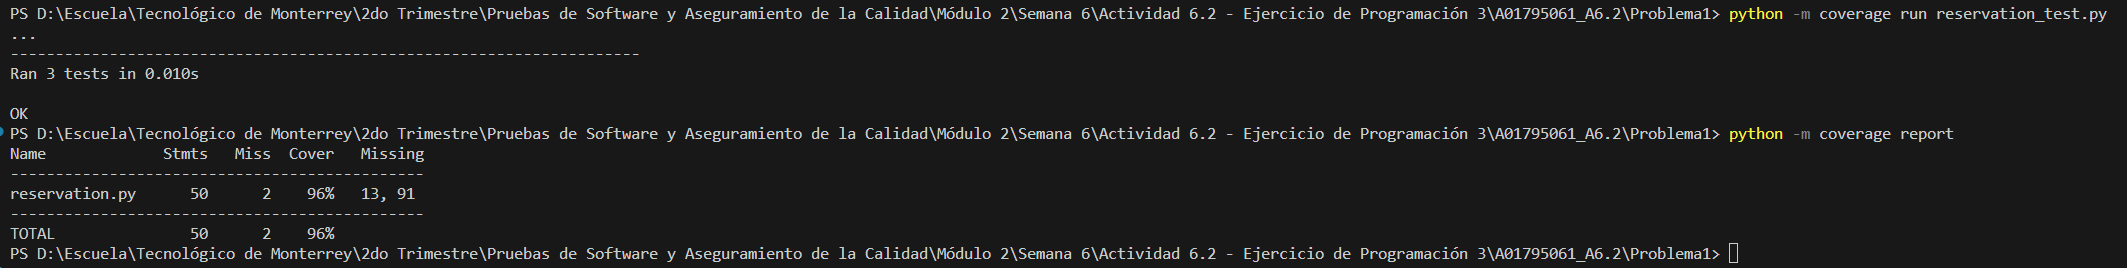 PS D:\Escuela\Tecnológico de Monterrey\2do Trimestre\Pruebas de Software y Aseguramiento de la Calidad\Módulo 2\Semana 6\Actividad 6.2 - Ejercicio de Programación 3\A01795061_A6.2\Problema1> python -m coverage run reservation_test.py
...
----------------------------------------------------------------------
Ran 3 tests in 0.010s
OK
PS D:\Escuela\Tecnológico de Monterrey\2do Trimestre\Pruebas de Software y Aseguramiento de la Calidad\Módulo 2\Semana 6\Actividad 6.2 - Ejercicio de Programación 3\A01795061_A6.2\Problema1> python -m coverage report
Name             Stmts   Miss  Cover   Missing
----------------------------------------------
reservation.py      50      2    96%   13, 91
----------------------------------------------
TOTAL               50      2    96%
PS D:\Escuela\Tecnológico de Monterrey\2do Trimestre\Pruebas de Software y Aseguramiento de la Calidad\Módulo 2\Semana 6\Actividad 6.2 - Ejercicio de Programación 3\A01795061_A6.2\Problema1>